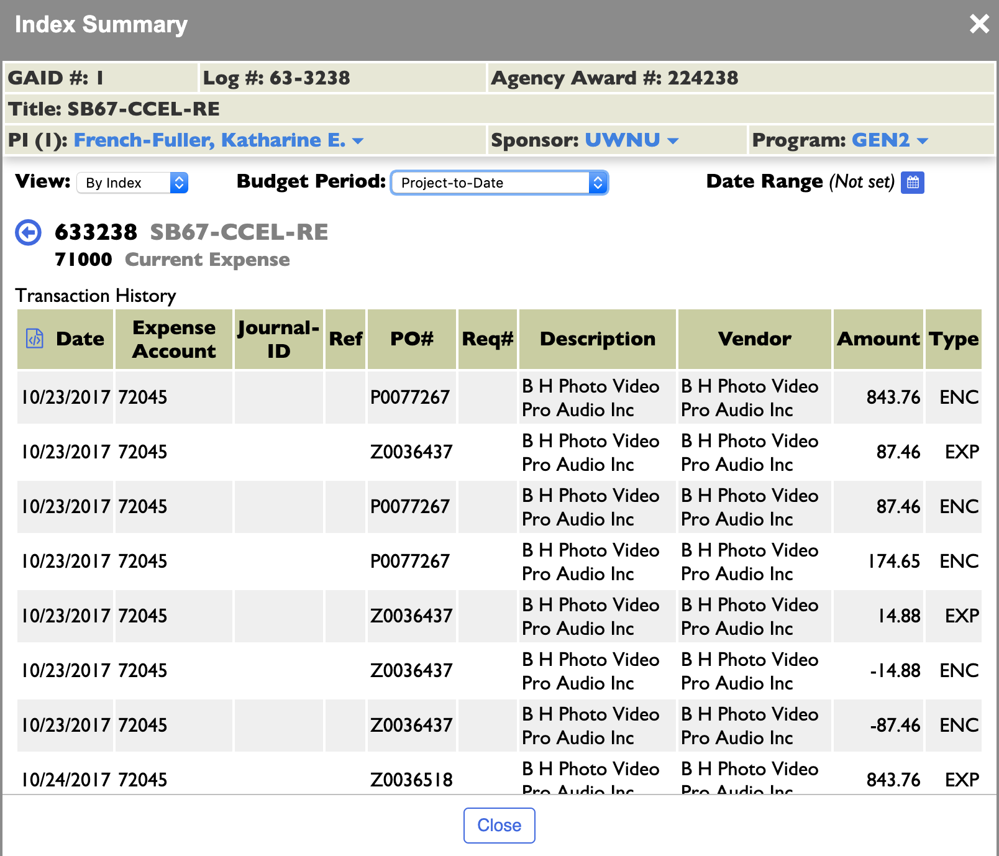 Index Summary
GAID #: 1 Log #: 63-3238 Agency Award #: 224238
Title: SB67-CCEL-RE
PI (1): French-Fuller, Katharine E. Sponsor: UWNU Program: GEN2
View: By Index Budget Period: Project-to-Date Date Range (Not set)
633238 SB67-CCEL-RE
71000 Current Expense
Transaction History
Date Expense Account Journal-ID Ref PO# Req# Description Vendor Amount Type
10/23/2017 72045 P0077267 B H Photo Video Pro Audio Inc B H Photo Video Pro Audio Inc 843.76 ENC
10/23/2017 72045 Z0036437 B H Photo Video Pro Audio Inc B H Photo Video Pro Audio Inc 87.46 EXP
10/23/2017 72045 P0077267 B H Photo Video Pro Audio Inc B H Photo Video Pro Audio Inc 87.46 ENC
10/23/2017 72045 P0077267 B H Photo Video Pro Audio Inc B H Photo Video Pro Audio Inc 174.65 ENC
10/23/2017 72045 Z0036437 B H Photo Video Pro Audio Inc B H Photo Video Pro Audio Inc 14.88 EXP
10/23/2017 72045 Z0036437 B H Photo Video Pro Audio Inc B H Photo Video Pro Audio Inc -14.88 ENC
10/23/2017 72045 Z0036437 B H Photo Video Pro Audio Inc B H Photo Video Pro Audio Inc -87.46 ENC
10/24/2017 72045 Z0036518 B H Photo Video Pro Audio Inc B H Photo Video Pro Audio Inc 843.76 EXP
Close